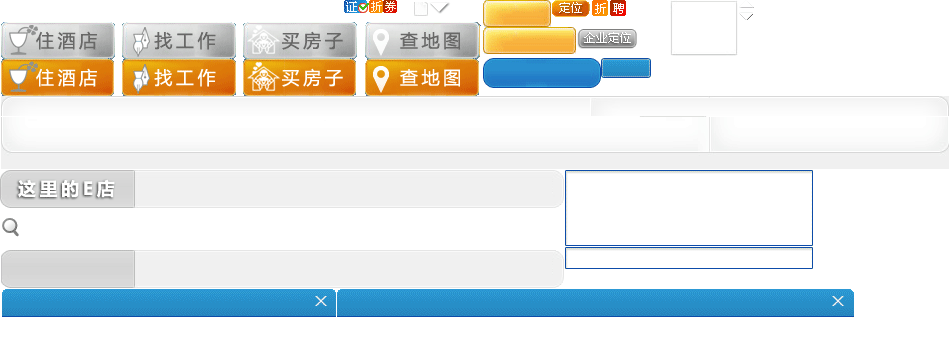 证 折 券
定位 折 聘
住酒店 找工作 买房子 查地图
企业定位
住酒店 找工作 买房子 查地图
这里的E店